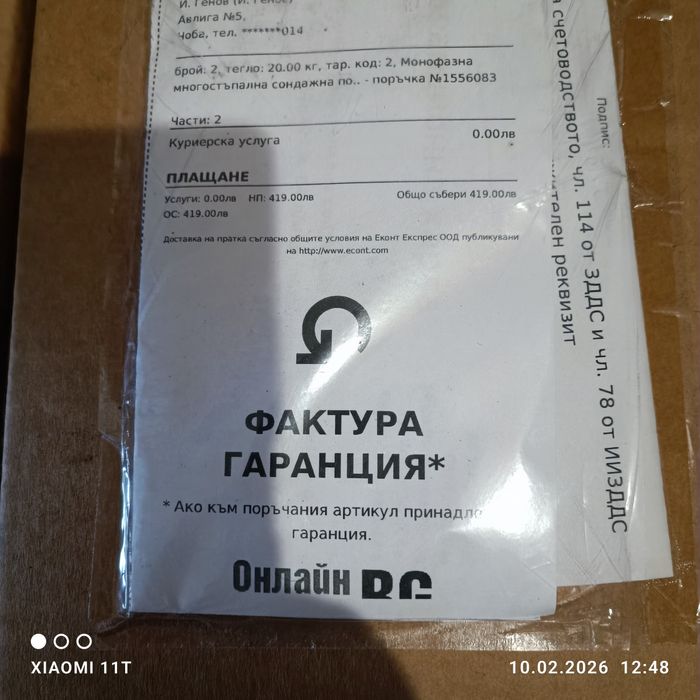 И. Генов (И. Генов)
Авлига №5,
Чоба, тел. *******014
брой: 2, тегло: 20.00 кг, тар. код: 2, Монофазна
многостъпална сондажна по.. - поръчка №1556083
Части: 2
Куриерска услуга 0.00лв
ПЛАЩАНЕ
Услуги: 0.00лв НП: 419.00лв Общо събери 419.00лв
ОС: 419.00лв
Доставка на пратка съгласно общите условия на Еконт Експрес ООД публикувани
на http://www.econt.com
ФАКТУРА
ГАРАНЦИЯ*
* Ако към поръчания артикул
гаранция.
Онлайн BG
Подпис:
счетоводството, чл. 114 от ЗДДС и чл. 78 от ИИЗДДС
реквизит
XIAOMI 11T
10.02.2026 12:48